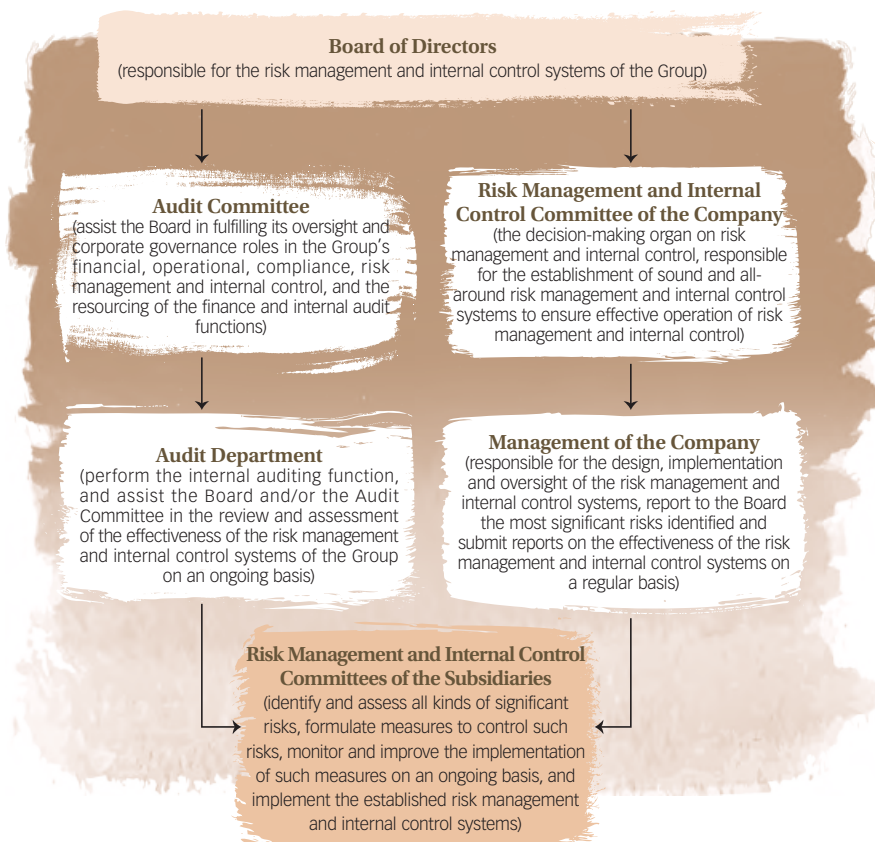 Board of Directors
(responsible for the risk management and internal control systems of the Group)
Audit Committee
(assist the Board in fulfilling its oversight and
corporate governance roles in the Group's
financial, operational, compliance, risk
management and internal control, and the
resourcing of the finance and internal audit
functions)
Risk Management and Internal
Control Committee of the Company
(the decision-making organ on risk
management and internal control, responsible
for the establishment of sound and all-
around risk management and internal control
systems to ensure effective operation of risk
management and internal control)
Audit Department
(perform the internal auditing function,
and assist the Board and/or the Audit
Committee in the review and assessment
of the effectiveness of the risk management
and internal control systems of the Group
on an ongoing basis)
Management of the Company
(responsible for the design, implementation
and oversight of the risk management and
internal control systems, report to the Board
the most significant risks identified and
submit reports on the effectiveness of the risk
management and internal control systems on
a regular basis)
Risk Management and Internal Control
Committees of the Subsidiaries
(identify and assess all kinds of significant
risks, formulate measures to control such
risks, monitor and improve the implementation
of such measures on an ongoing basis, and
implement the established risk management
and internal control systems)